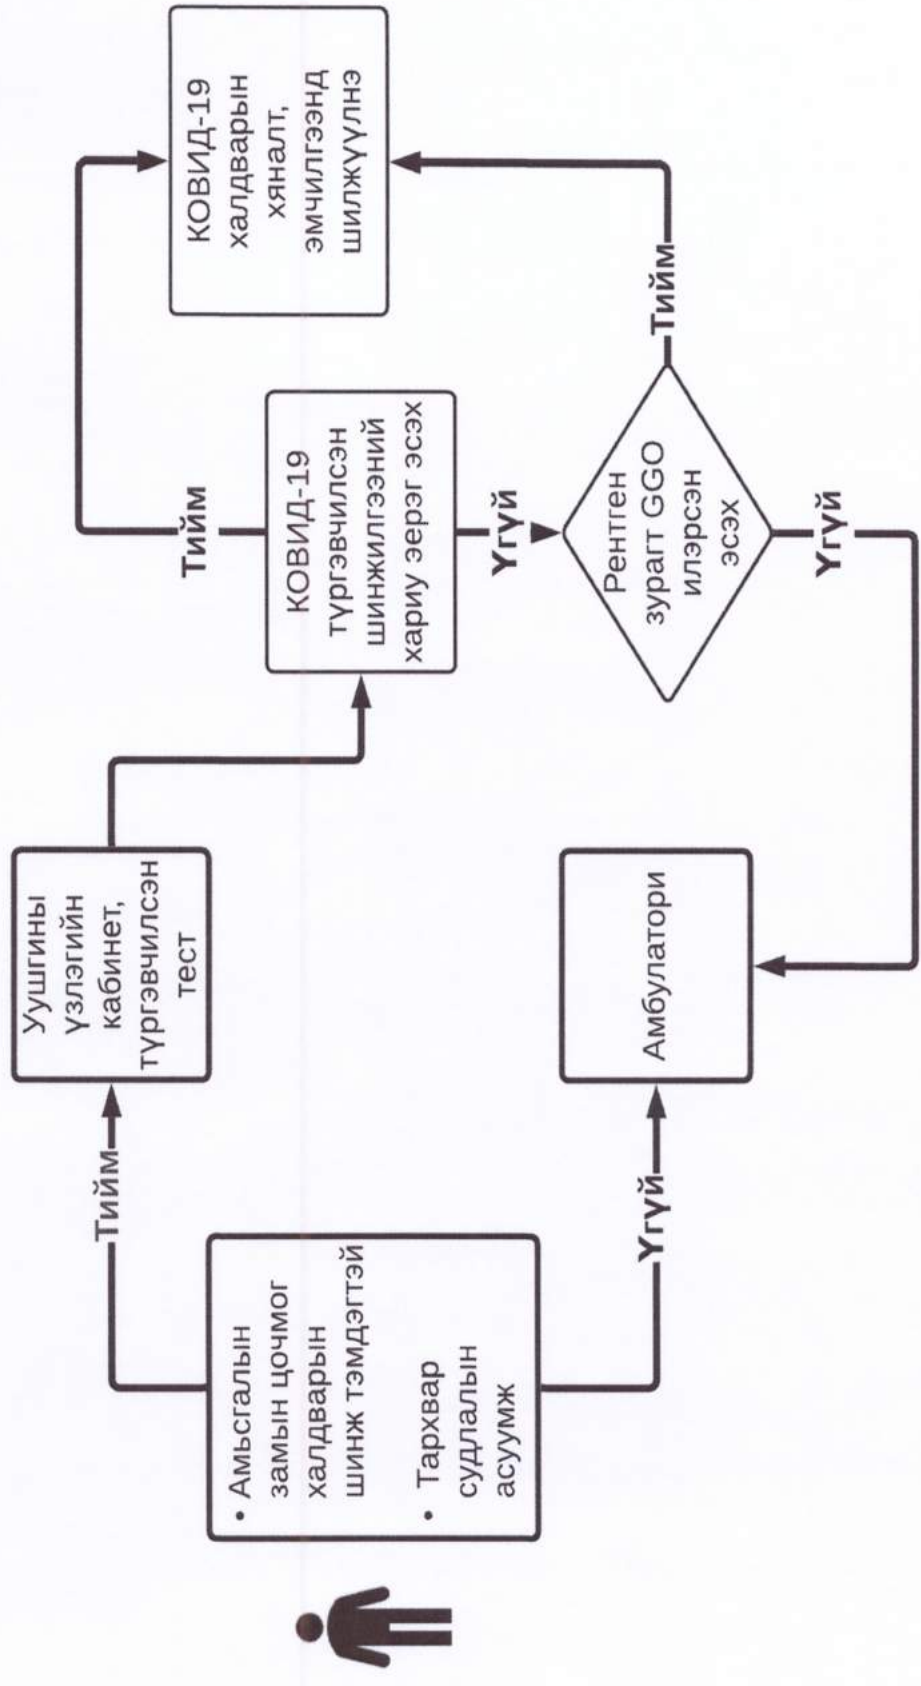 • Амьсгалын
замын цочмог
халдварын
шинж тэмдэгтэй
• Тархвар
судлалын
асуумж
Тийм
Үгүй
Уушгины
үзлэгийн
кабинет,
түргэвчилсэн
тест
Амбулатори
КОВИД-19
түргэвчилсэн
шинжилгээний
хариу эерэг эсэх
Тийм
Үгүй
Рентген
зурагт GGO
илэрсэн
эсэх
Тийм
Үгүй
КОВИД-19
халдварын
хяналт,
эмчилгээнд
шилжүүлнэ